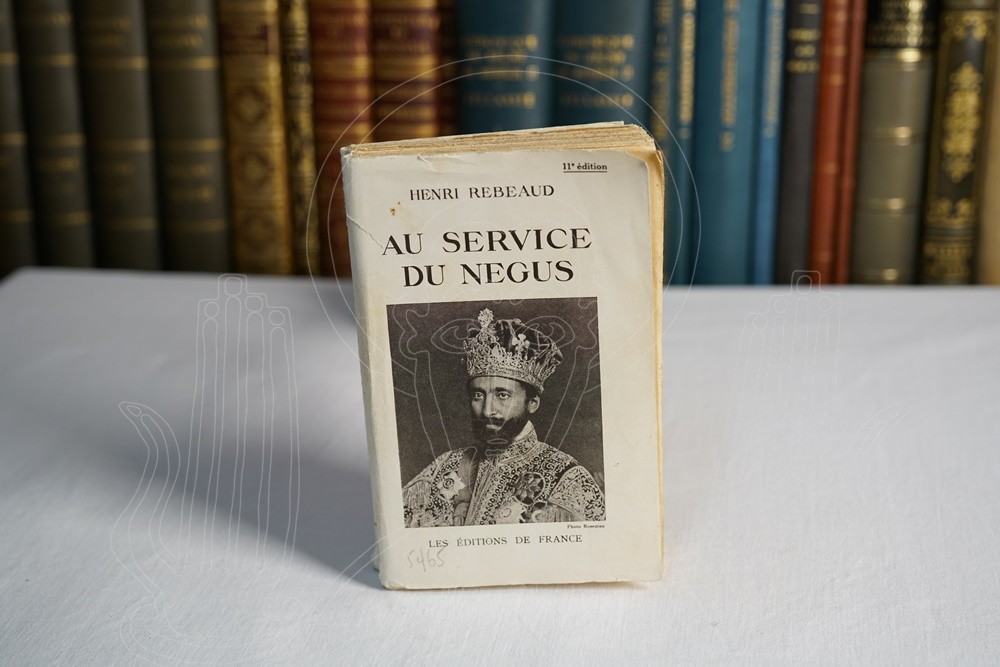 11e édition
HENRI REBEAUD
AU SERVICE
DU NEGUS
LES ÉDITIONS DE FRANCE
5465